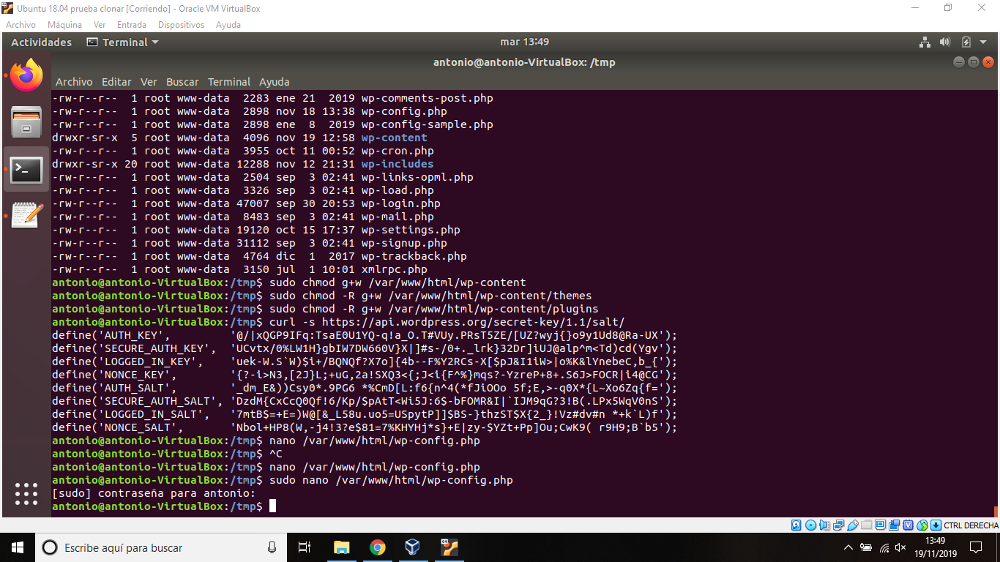 Ubuntu 18.04 prueba clonar [Corriendo] - Oracle VM VirtualBox
Archivo Máquina Ver Entrada Dispositivos Ayuda
Actividades Terminal mar 13:49
antonio@antonio-VirtualBox: /tmp
Archivo Editar Ver Buscar Terminal Ayuda
-rw-r--r--  1 root www-data  2283 ene 21  2019 wp-comments-post.php
-rw-r--r--  1 root www-data  2898 nov 18 13:38 wp-config.php
-rw-r--r--  1 root www-data  2898 ene  8  2019 wp-config-sample.php
drwxr-sr-x  5 root www-data  4096 nov 19 12:58 wp-content
-rw-r--r--  1 root www-data  3955 oct 11 00:52 wp-cron.php
drwxr-sr-x 20 root www-data 12288 nov 12 21:31 wp-includes
-rw-r--r--  1 root www-data  2504 sep  3 02:41 wp-links-opml.php
-rw-r--r--  1 root www-data  3326 sep  3 02:41 wp-load.php
-rw-r--r--  1 root www-data 47007 sep 30 20:53 wp-login.php
-rw-r--r--  1 root www-data  8483 sep  3 02:41 wp-mail.php
-rw-r--r--  1 root www-data 19120 oct 15 17:37 wp-settings.php
-rw-r--r--  1 root www-data 31112 sep  3 02:41 wp-signup.php
-rw-r--r--  1 root www-data  4764 dic  1  2017 wp-trackback.php
-rw-r--r--  1 root www-data  3150 jul  1 10:01 xmlrpc.php
antonio@antonio-VirtualBox:/tmp$ sudo chmod g+w /var/www/html/wp-content
antonio@antonio-VirtualBox:/tmp$ sudo chmod -R g+w /var/www/html/wp-content/themes
antonio@antonio-VirtualBox:/tmp$ sudo chmod -R g+w /var/www/html/wp-content/plugins
antonio@antonio-VirtualBox:/tmp$ curl -s https://api.wordpress.org/secret-key/1.1/salt/
define('AUTH_KEY',         '@/|xQGP9IFq:TsaE0U1YQ-q!a_O.T#VUy.PRsT5ZE/[UZ?wyj{}o9y1Ud8@Ra-UX');
define('SECURE_AUTH_KEY',  'UCvtx/0%LW1H}gbIW7DW660V}X|]#s-/0+._lrk}32Dr]iUJ@alp^m<Td)cd(Ygv');
define('LOGGED_IN_KEY',    'uek-W.S`W)$i+/BQNQf?X7o]{4b--F%Y2RCs-X[$pJ&I1iW>|o%K&lYnebeC,b_{');
define('NONCE_KEY',        '{?-i>N3,[2J}L;+uG,2a!SXQ3<{;J<i{F^%}mqs?-YzreP+8+.S6J>FOCR|i4@CG');
define('AUTH_SALT',        '_dm_E&))Csy0*.9PG6 *%CmD[L:f6{n^4(*fJiOOo 5f;E,>-q0X*{L~Xo6Zq{f=');
define('SECURE_AUTH_SALT', 'DzdM{CxCcQ0Qf!6/Kp/$pAtT<Wi5J:6$-bFOMR&I|`IJM9qG?3!B(.LPx5WqV0nS');
define('LOGGED_IN_SALT',   '7mtB$=+E=)W@[&_L58u.uo5=USpytP]]$BS-}thzST$X{2_}!Vz#dv#n *+k`L)f');
define('NONCE_SALT',       'Nbol+HP8(W,-j4!3?e$81=7%KHYHj*s}+E|zy-$YZt+Pp]Ou;CwK9( r9H9;B`b5');
antonio@antonio-VirtualBox:/tmp$ nano /var/www/html/wp-config.php
antonio@antonio-VirtualBox:/tmp$ ^C
antonio@antonio-VirtualBox:/tmp$ nano /var/www/html/wp-config.php
antonio@antonio-VirtualBox:/tmp$ sudo nano /var/www/html/wp-config.php
[sudo] contraseña para antonio:
antonio@antonio-VirtualBox:/tmp$
CTRL DERECHA
Escribe aquí para buscar
13:49
19/11/2019